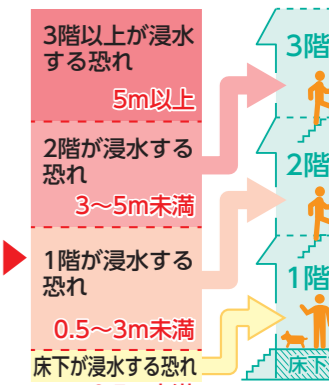 3階以上が浸水
する恐れ
5m以上
2階が浸水する
恐れ
3〜5m未満
1階が浸水する
恐れ
0.5〜3m未満
床下が浸水する恐れ
3階
2階
1階
床下